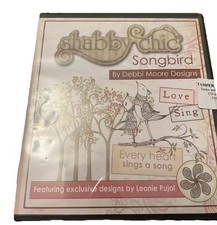 shabby chic
Songbird
By Debbi Moore Designs
Love
Sing
Every heart
sings a song
Featuring exclusive designs by Leonie Pujol